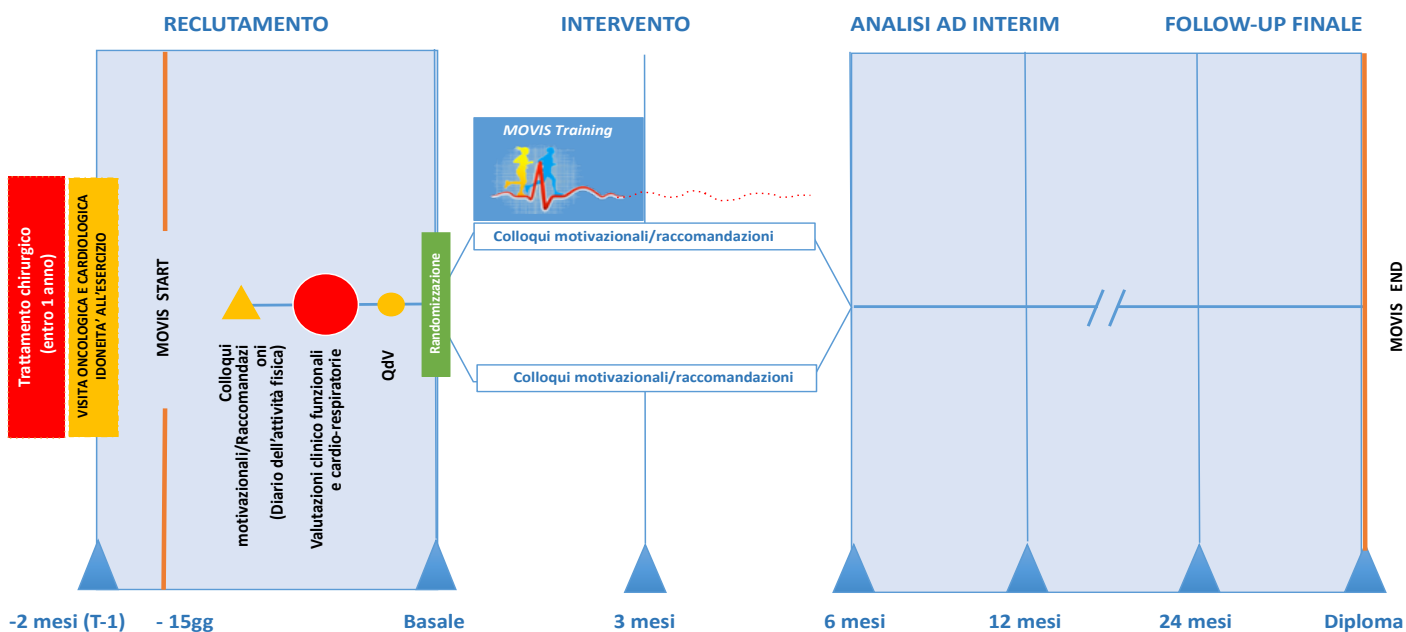 RECLUTAMENTO
INTERVENTO
ANALISI AD INTERIM
FOLLOW-UP FINALE
Trattamento chirurgico
(entro 1 anno)
VISITA ONCOLOGICA E CARDIOLOGICA
IDONEITA' ALL'ESERCIZIO
MOVIS START
Colloqui
motivazionali/Raccomandazi
oni
(Diario dell'attività fisica)
Valutazioni clinico funzionali
e cardio-respiratorie
QdV
Randomizzazione
MOVIS Training
Colloqui motivazionali/raccomandazioni
Colloqui motivazionali/raccomandazioni
MOVIS END
-2 mesi (T-1)
- 15gg
Basale
3 mesi
6 mesi
12 mesi
24 mesi
Diploma